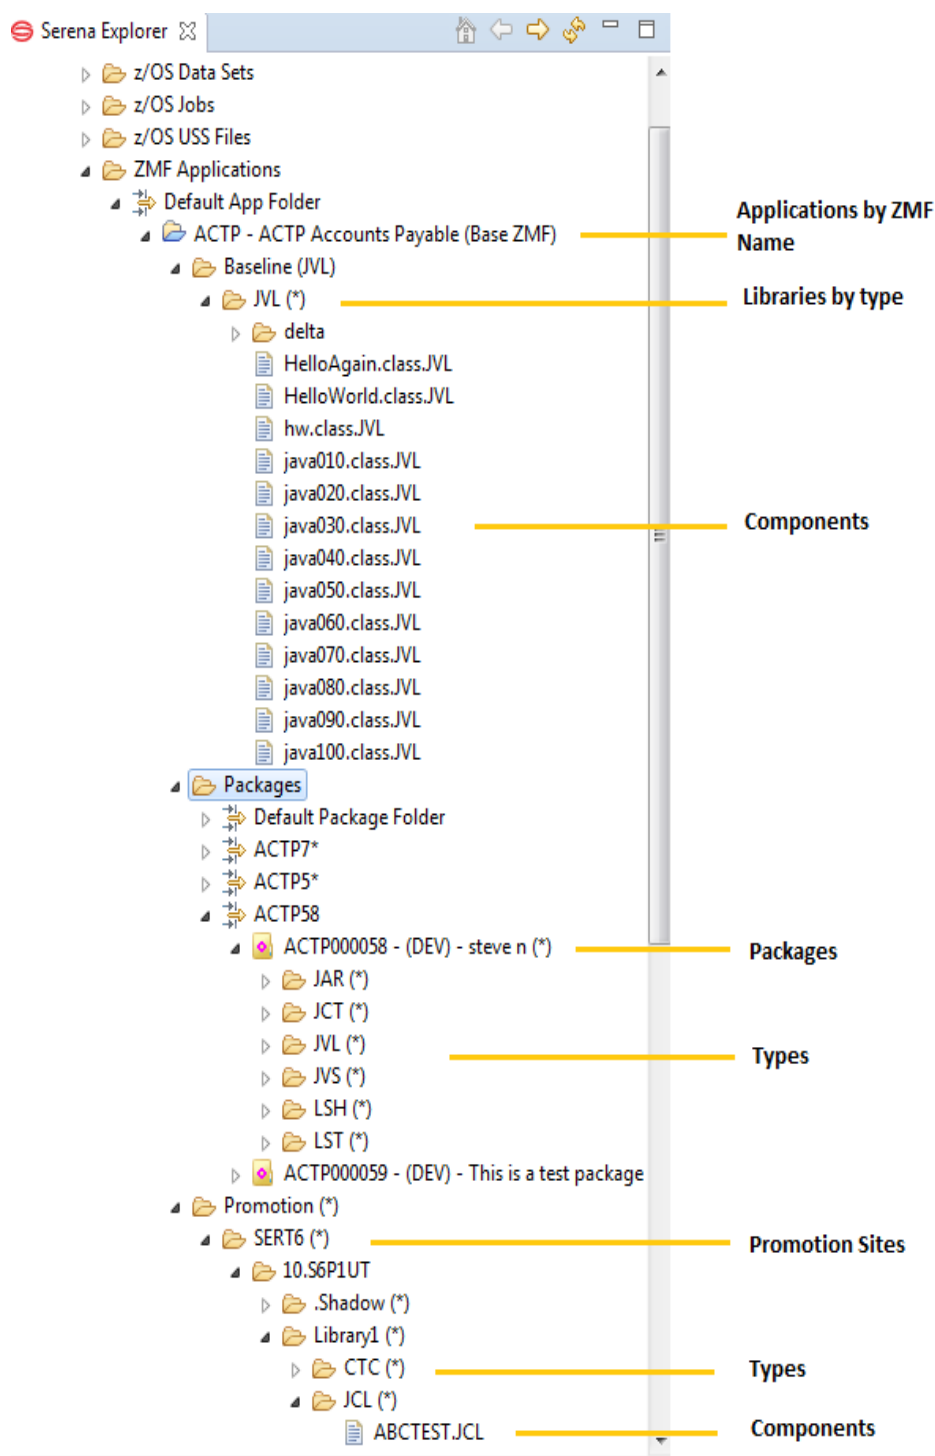 Serena Explorer
z/OS Data Sets
z/OS Jobs
z/OS USS Files
ZMF Applications
Default App Folder
ACTP - ACTP Accounts Payable (Base ZMF)
Applications by ZMF
Name
Baseline (JVL)
JVL (*)
Libraries by type
delta
HelloAgain.class.JVL
HelloWorld.class.JVL
hw.class.JVL
java010.class.JVL
java020.class.JVL
java030.class.JVL
Components
java040.class.JVL
java050.class.JVL
java060.class.JVL
java070.class.JVL
java080.class.JVL
java090.class.JVL
java100.class.JVL
Packages
Default Package Folder
ACTP7*
ACTP5*
ACTP58
ACTP000058 - (DEV) - steve n (*)
Packages
JAR (*)
JCT (*)
JVL (*)
Types
JVS (*)
LSH (*)
LST (*)
ACTP000059 - (DEV) - This is a test package
Promotion (*)
SERT6 (*)
Promotion Sites
10.S6P1UT
.Shadow (*)
Library1 (*)
CTC (*)
Types
JCL (*)
ABCTEST.JCL
Components